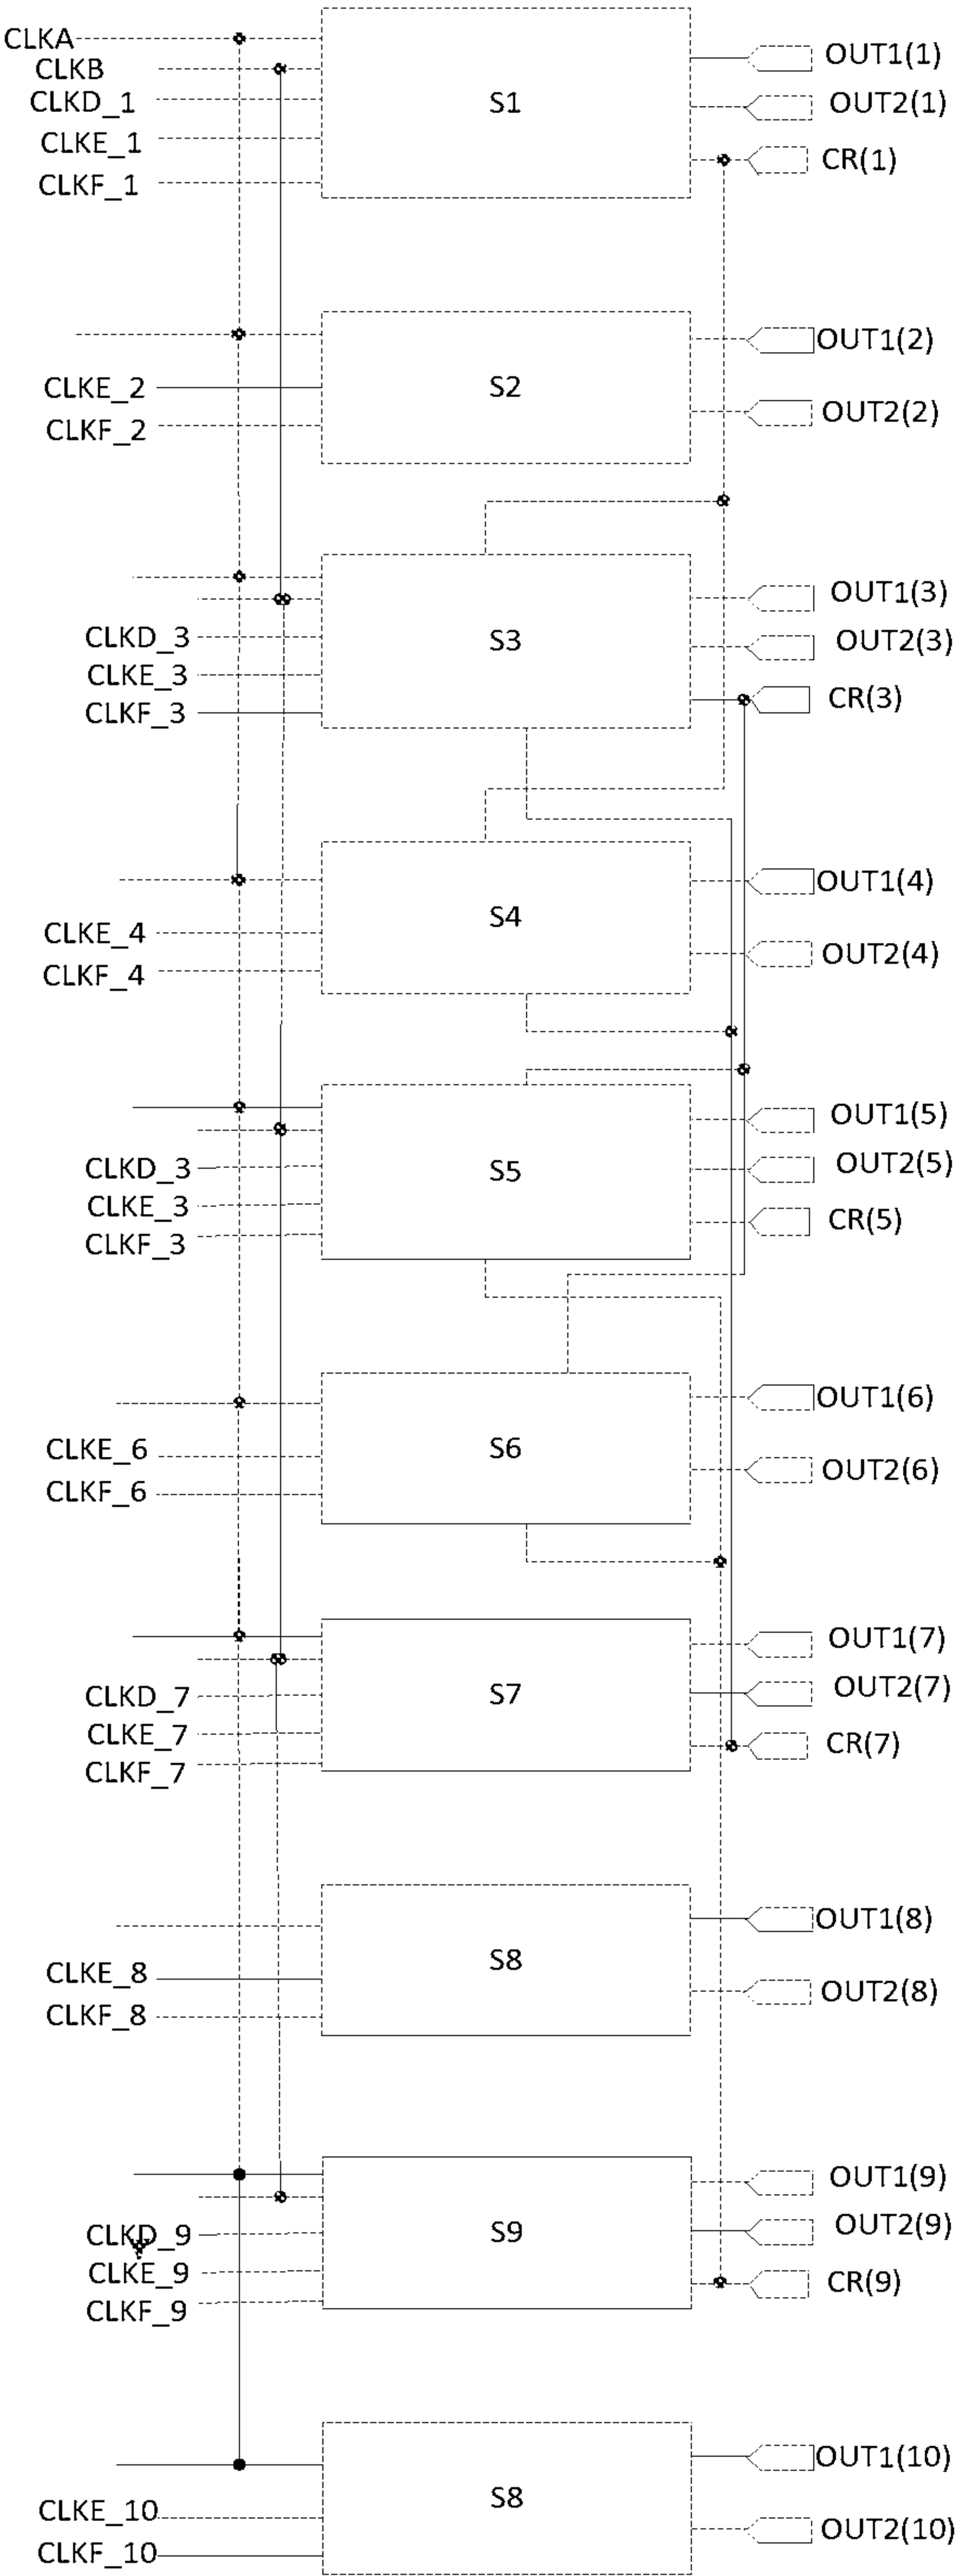 CLKA
CLKB
CLKD_1
CLKE_1
CLKF_1
S1
OUT1(1)
OUT2(1)
CR(1)
CLKE_2
CLKF_2
S2
OUT1(2)
OUT2(2)
CLKD_3
CLKE_3
CLKF_3
S3
OUT1(3)
OUT2(3)
CR(3)
CLKE_4
CLKF_4
S4
OUT1(4)
OUT2(4)
CLKD_3
CLKE_3
CLKF_3
S5
OUT1(5)
OUT2(5)
CR(5)
CLKE_6
CLKF_6
S6
OUT1(6)
OUT2(6)
CLKD_7
CLKE_7
CLKF_7
S7
OUT1(7)
OUT2(7)
CR(7)
CLKE_8
CLKF_8
S8
OUT1(8)
OUT2(8)
CLKD_9
CLKE_9
CLKF_9
S9
OUT1(9)
OUT2(9)
CR(9)
CLKE_10
CLKF_10
S8
OUT1(10)
OUT2(10)